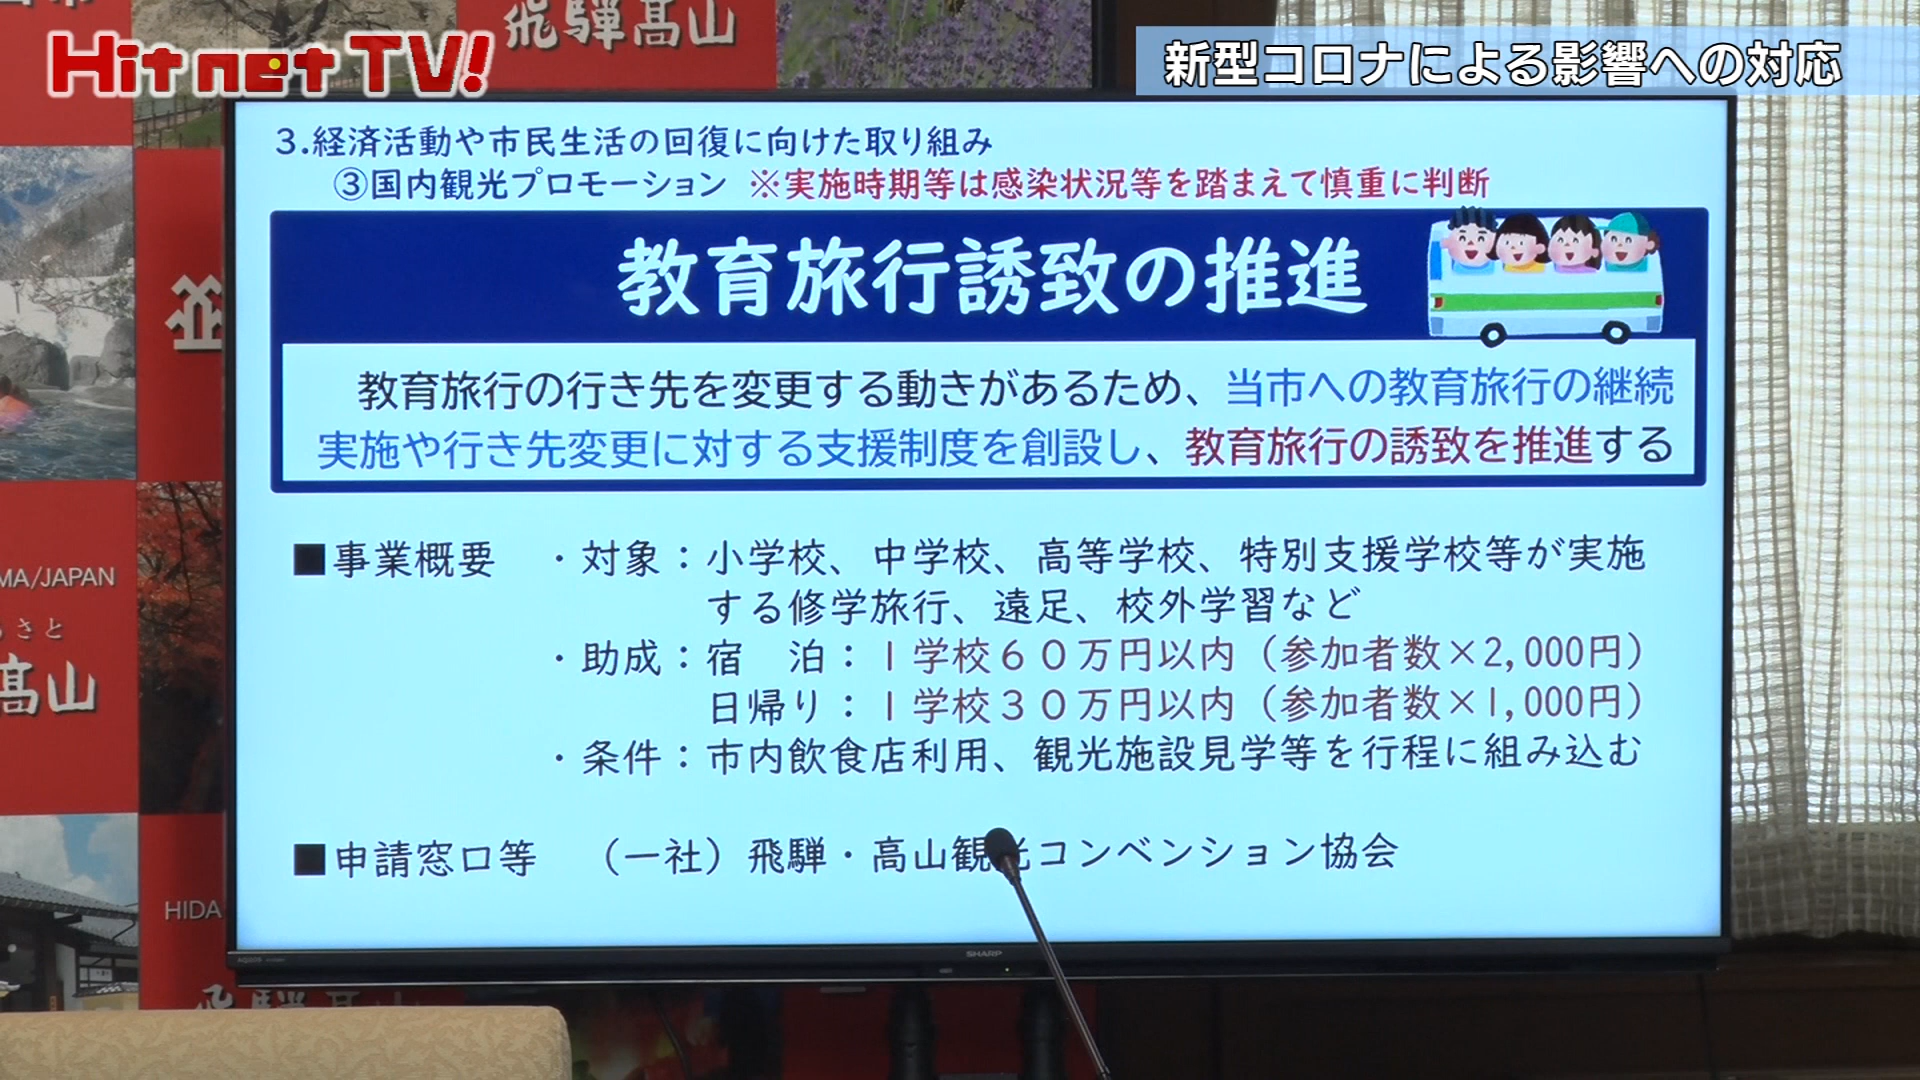 飛騨高山
Hit net TV!
新型コロナによる影響への対応
3.経済活動や市民生活の回復に向けた取り組み
③国内観光プロモーション ※実施時期等は感染状況等を踏まえて慎重に判断
教育旅行誘致の推進
教育旅行の行き先を変更する動きがあるため、当市への教育旅行の継続
実施や行き先変更に対する支援制度を創設し、教育旅行の誘致を推進する
■事業概要 ・対象：小学校、中学校、高等学校、特別支援学校等が実施
する修学旅行、遠足、校外学習など
・助成：宿 泊：1学校60万円以内（参加者数×2,000円）
日帰り：1学校30万円以内（参加者数×1,000円）
・条件：市内飲食店利用、観光施設見学等を行程に組み込む
■申請窓口等 （一社）飛騨・高山観光コンベンション協会
MA/JAPAN
さと
髙山
HIDA
SHARP